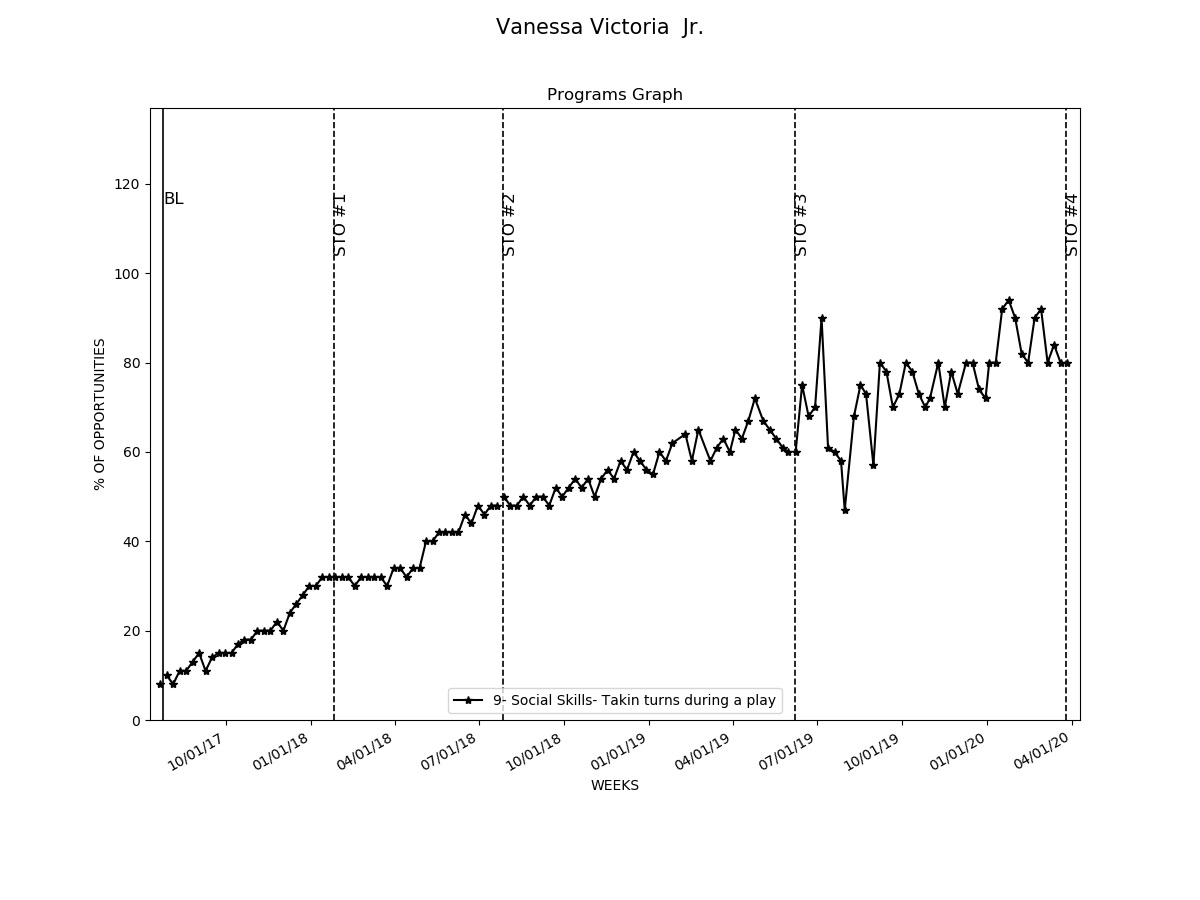 Vanessa Victoria  Jr.
Programs Graph
BL
STO #1
STO #2
STO #3
STO #4
120
100
80
60
40
20
0
% OF OPPORTUNITIES
9- Social Skills- Takin turns during a play
10/01/17
01/01/18
04/01/18
07/01/18
10/01/18
01/01/19
04/01/19
07/01/19
10/01/19
01/01/20
04/01/20
WEEKS